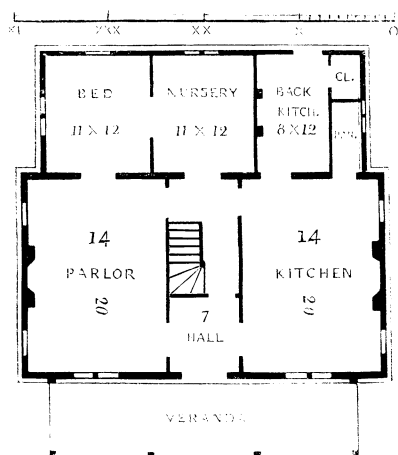 XL XXX XX X O
BED NURSERY BACK CL.
KITCH.
11 X 12 11 X 12 8 X 12
14 14
PARLOR KITCHEN
20 20
7
HALL
VERANDA